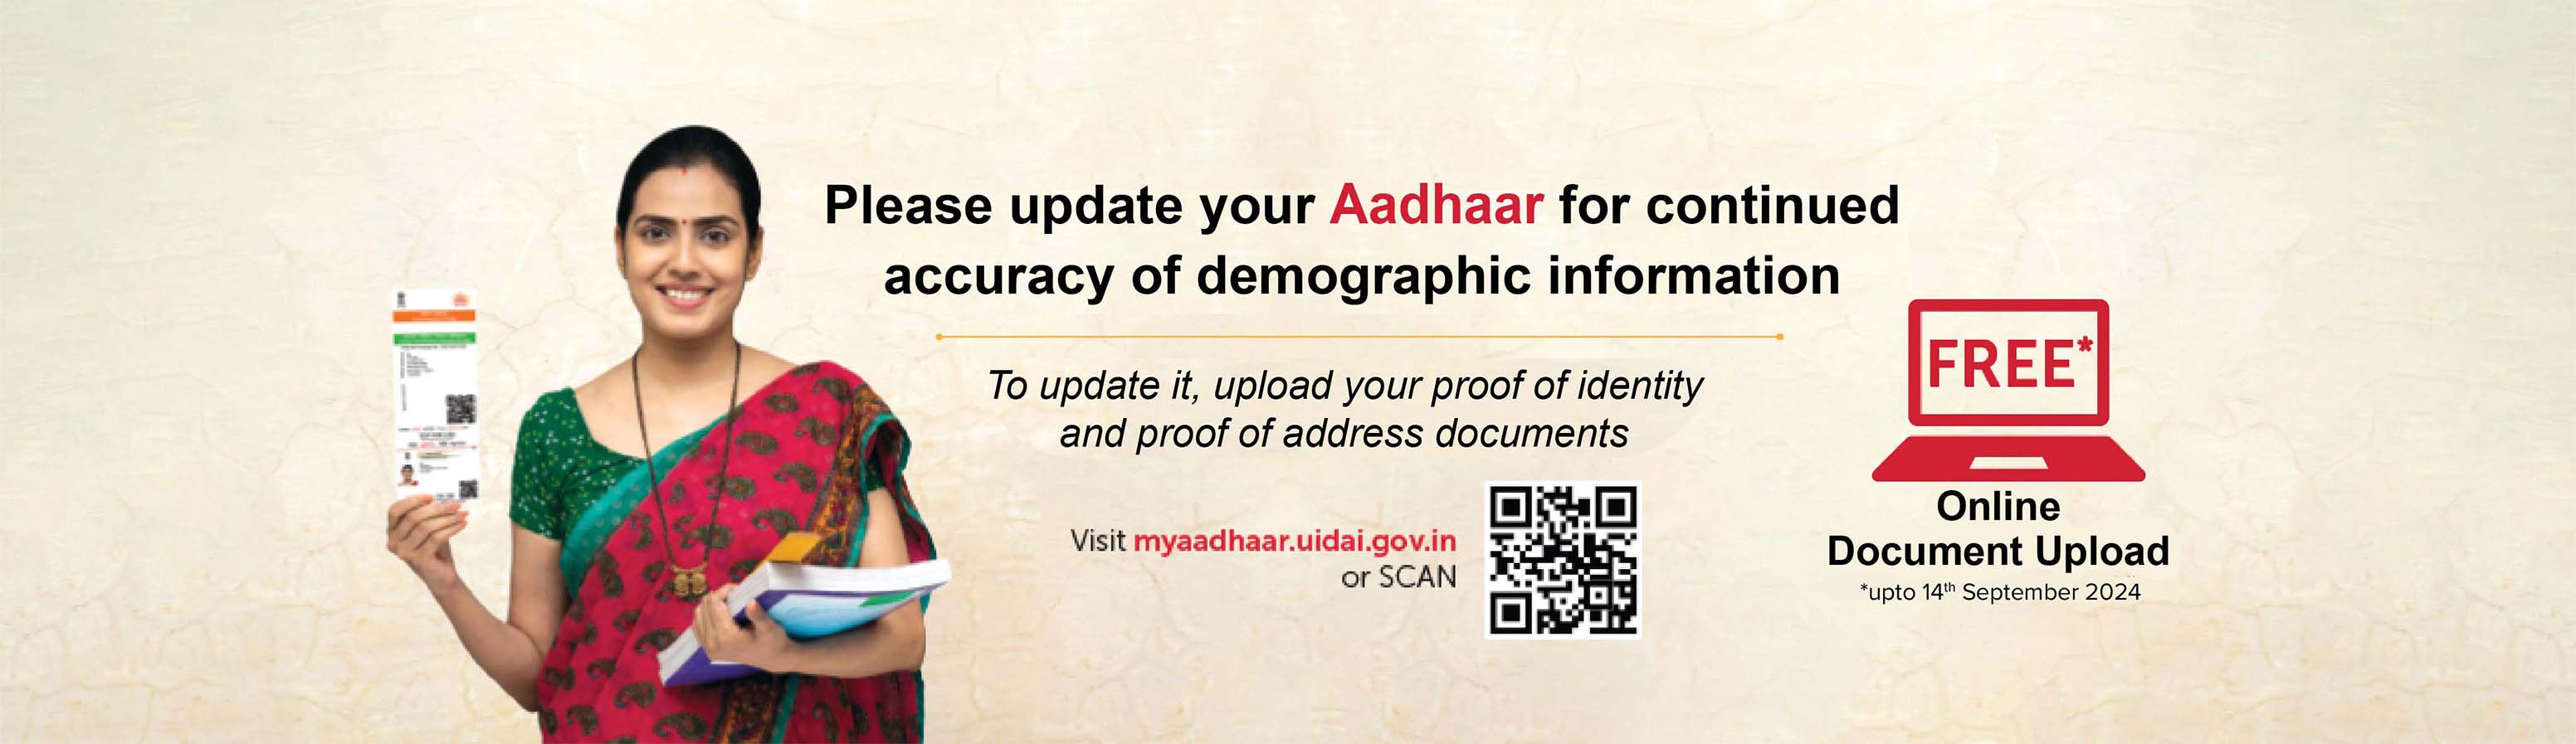 Please update your Aadhaar for continued
accuracy of demographic information
To update it, upload your proof of identity
and proof of address documents
Visit myaadhaar.uidai.gov.in
or SCAN
FREE*
Online
Document Upload
*upto 14th September 2024